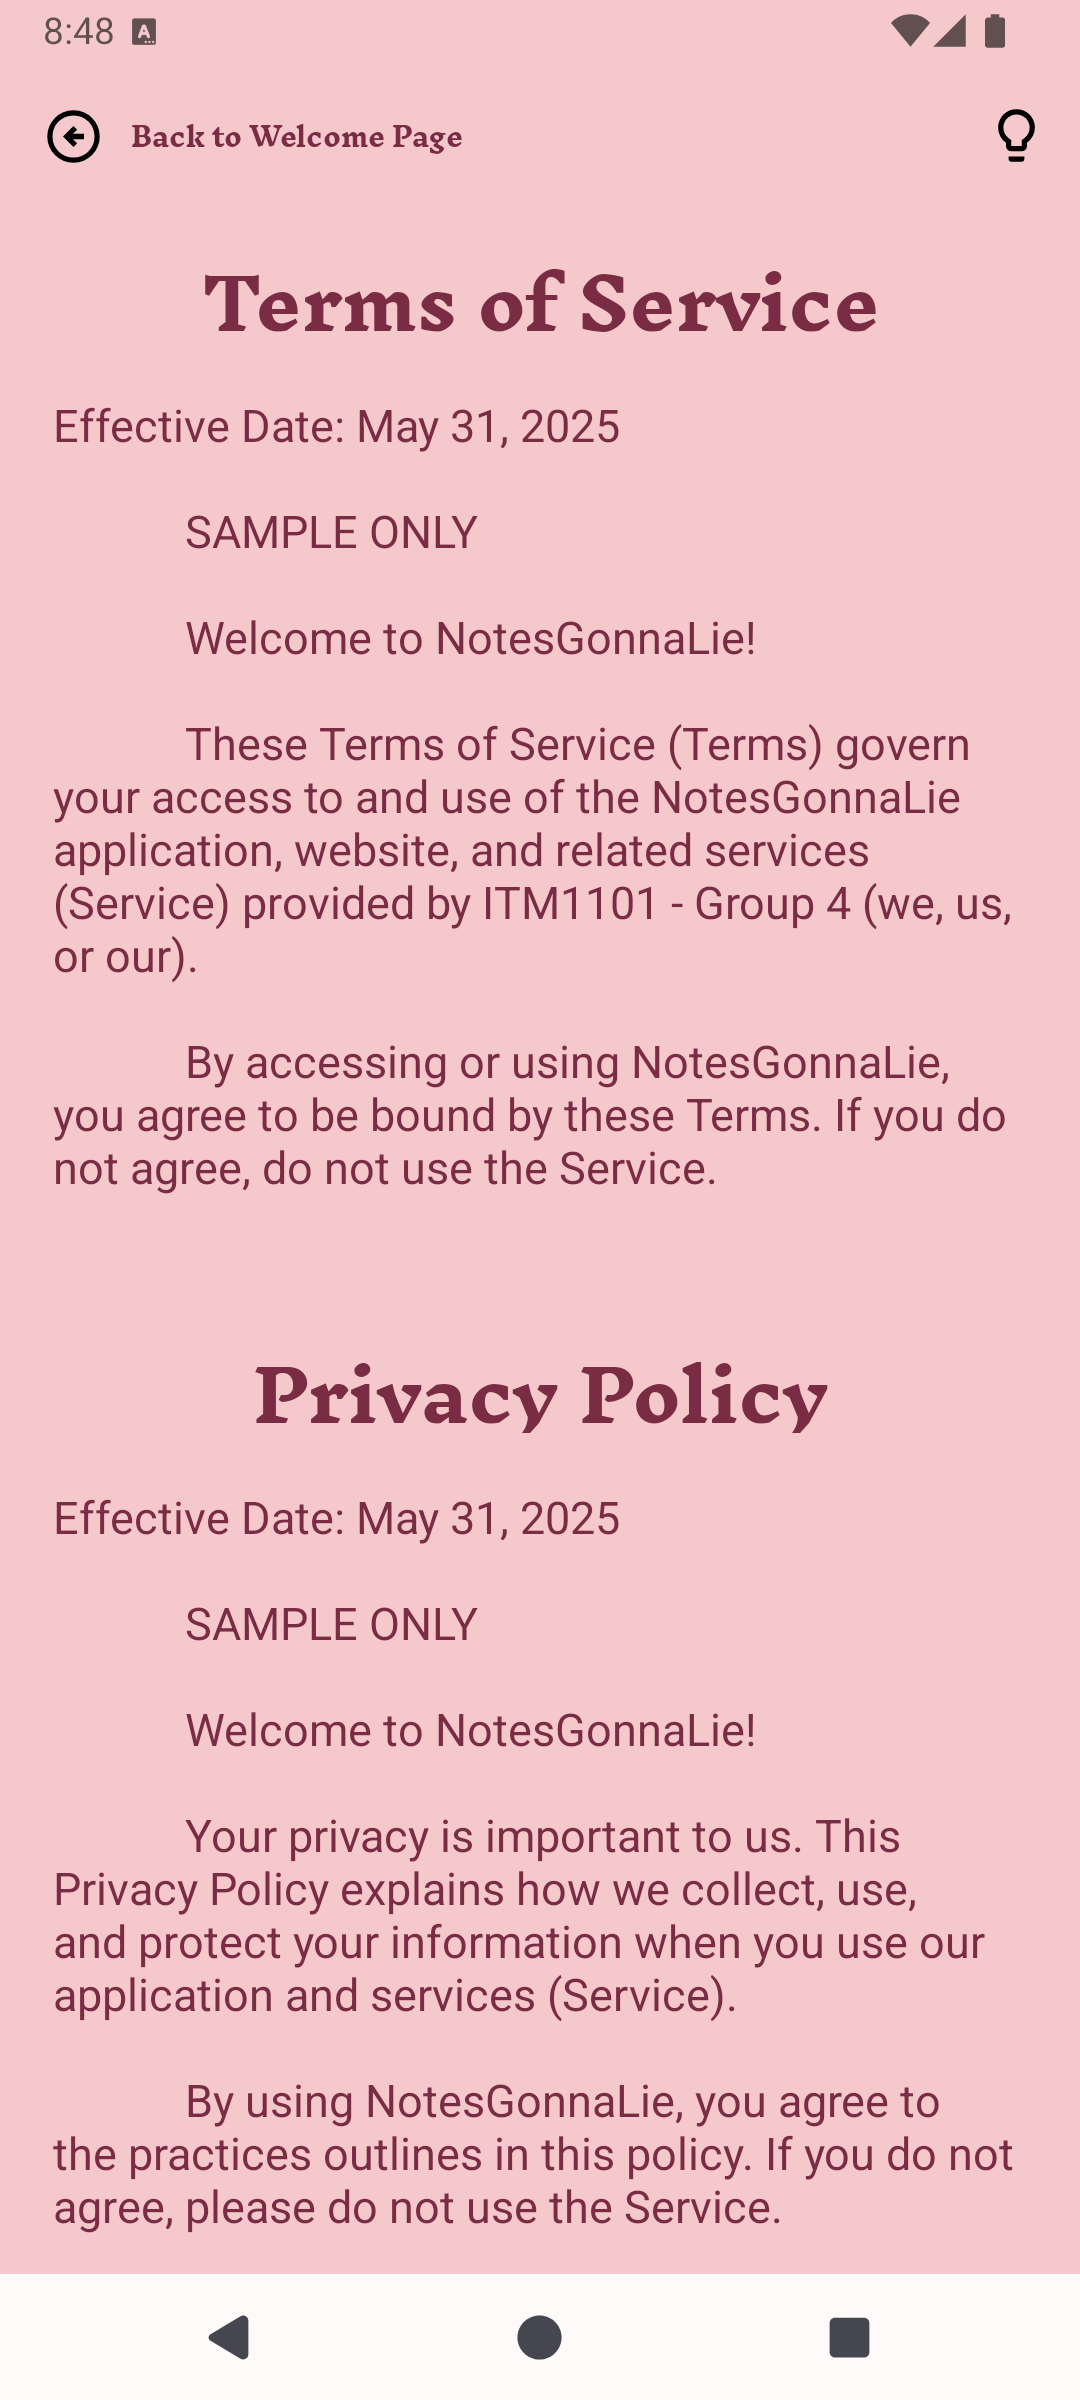 8:48
Back to Welcome Page
Terms of Service
Effective Date: May 31, 2025
SAMPLE ONLY
Welcome to NotesGonnaLie!
These Terms of Service (Terms) govern
your access to and use of the NotesGonnaLie
application, website, and related services
(Service) provided by ITM1101 - Group 4 (we, us,
or our).
By accessing or using NotesGonnaLie,
you agree to be bound by these Terms. If you do
not agree, do not use the Service.
Privacy Policy
Effective Date: May 31, 2025
SAMPLE ONLY
Welcome to NotesGonnaLie!
Your privacy is important to us. This
Privacy Policy explains how we collect, use,
and protect your information when you use our
application and services (Service).
By using NotesGonnaLie, you agree to
the practices outlines in this policy. If you do not
agree, please do not use the Service.